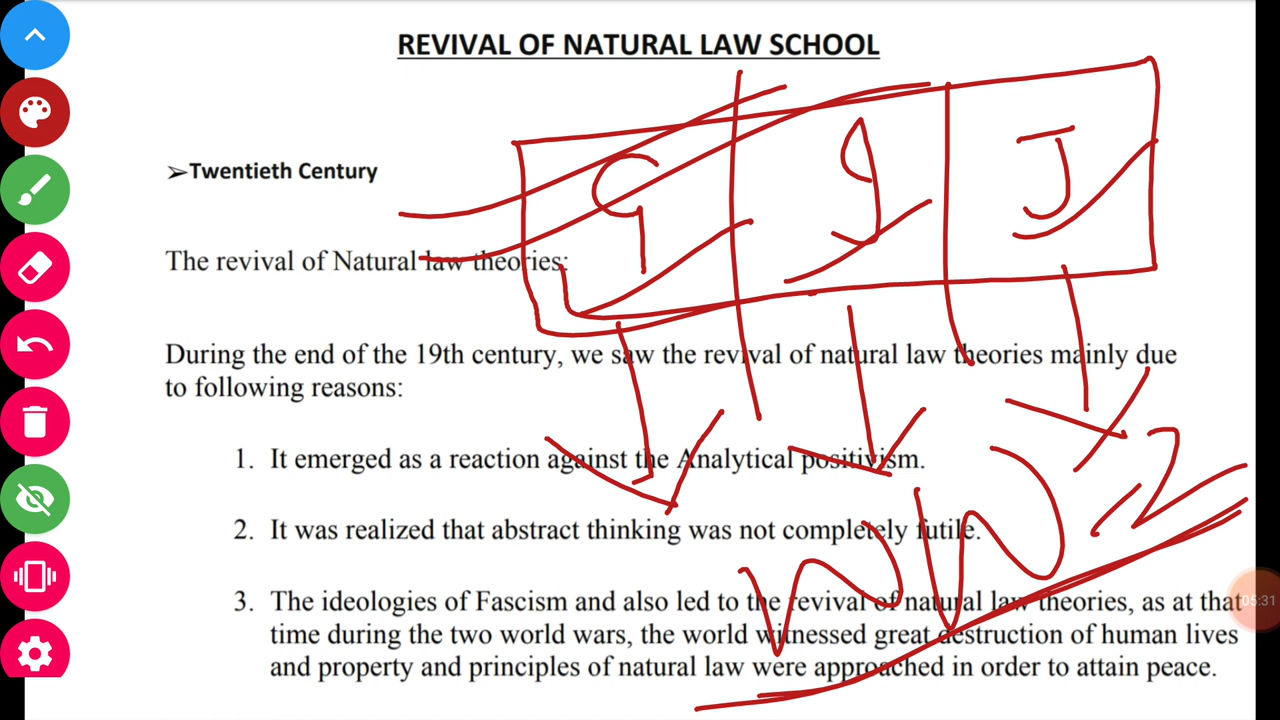 REVIVAL OF NATURAL LAW SCHOOL
➢Twentieth Century
The revival of Natural law theories:
During the end of the 19th century, we saw the revival of natural law theories mainly due
to following reasons:
1. It emerged as a reaction against the Analytical positivism.
2. It was realized that abstract thinking was not completely futile.
3. The ideologies of Fascism and also led to the revival of natural law theories, as at that
time during the two world wars, the world witnessed great destruction of human lives
and property and principles of natural law were approached in order to attain peace.
G I J
WW2
05:31